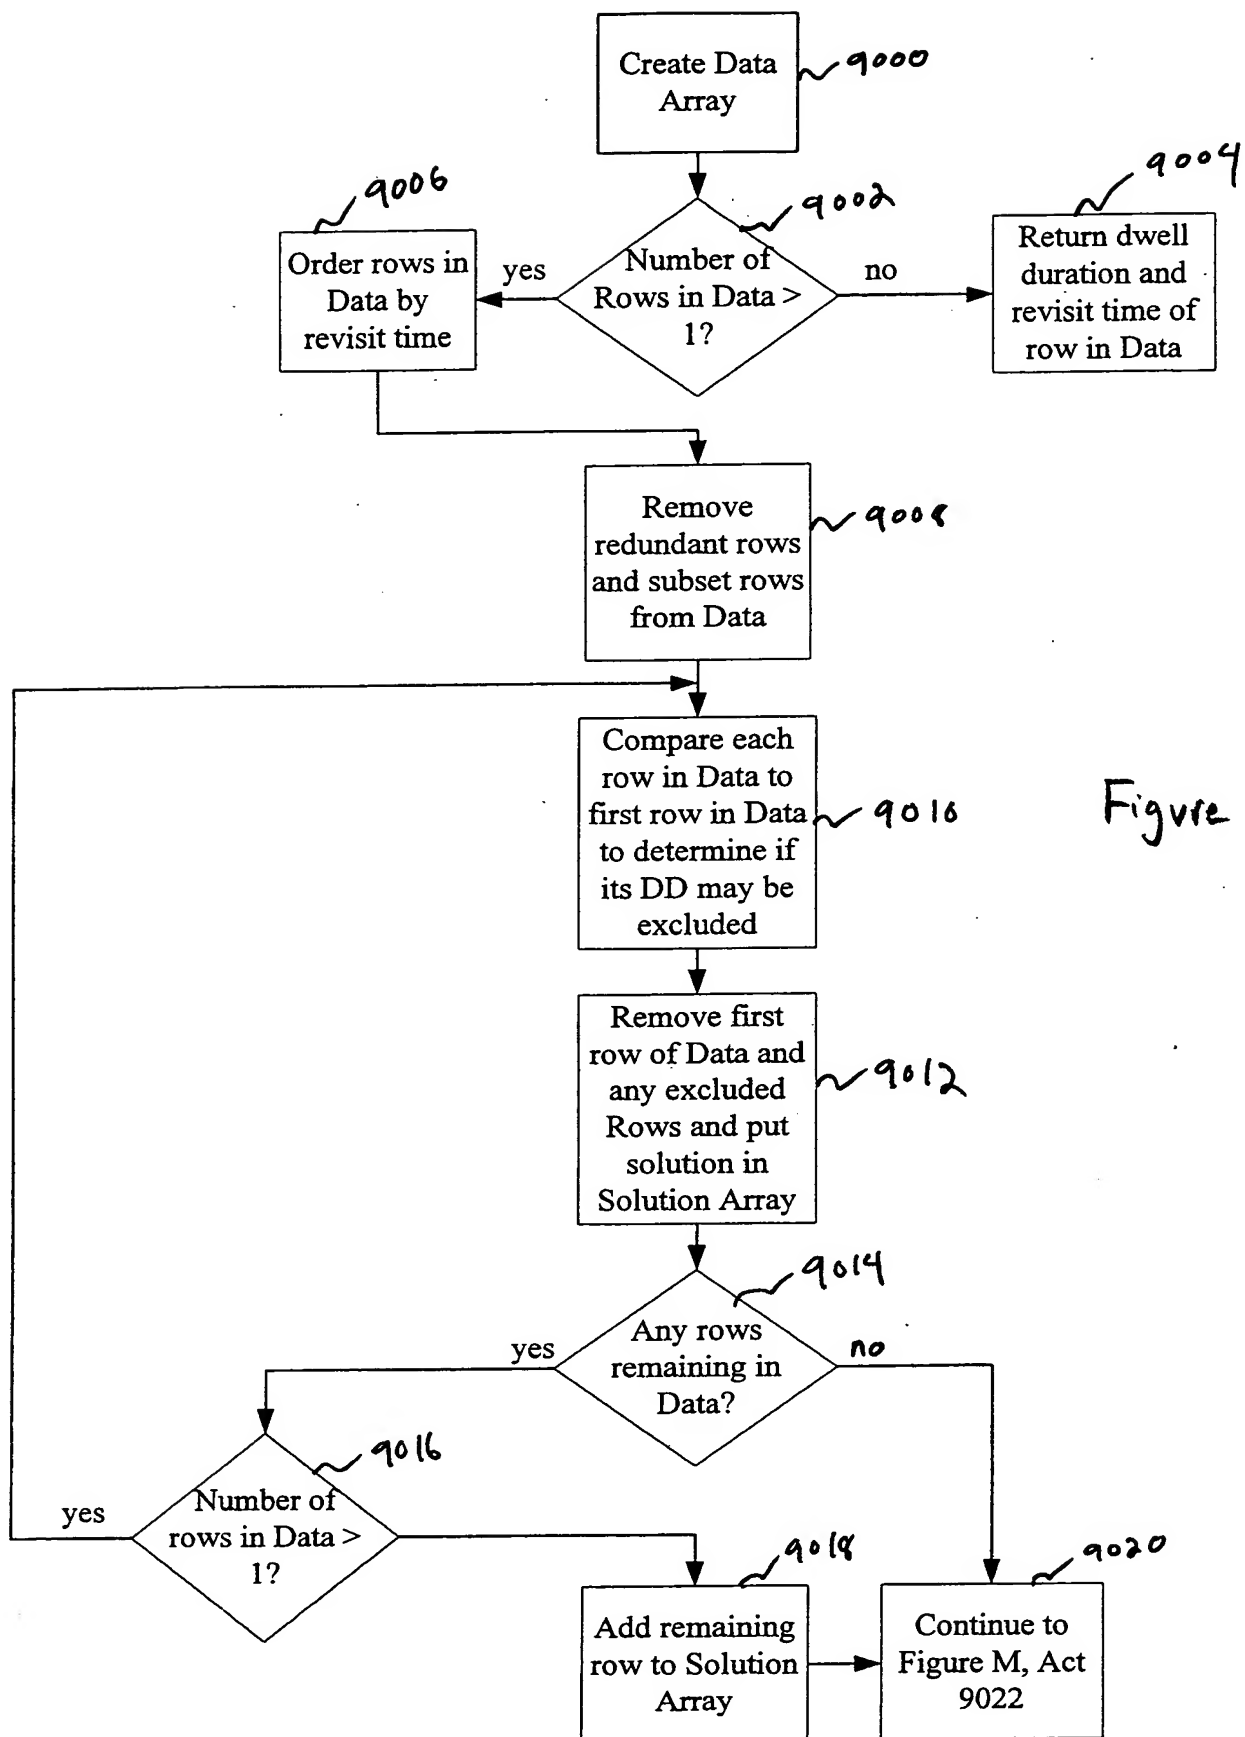 Create Data
Array
9000
9002
Number of
Rows in Data >
1?
yes
no
9004
Return dwell
duration and
revisit time of
row in Data
9006
Order rows in
Data by
revisit time
Remove
redundant rows
and subset rows
from Data
9008
Compare each
row in Data to
first row in Data
to determine if
its DD may be
excluded
9010
Figure
Remove first
row of Data and
any excluded
Rows and put
solution in
Solution Array
9012
9014
Any rows
remaining in
Data?
yes
no
9016
Number of
rows in Data >
1?
yes
9018
Add remaining
row to Solution
Array
9020
Continue to
Figure M, Act
9022